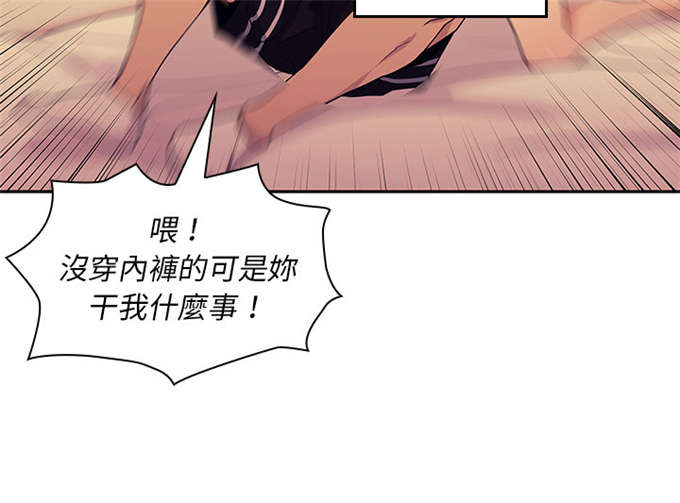 喂！
沒穿內褲的可是妳
干我什麼事！